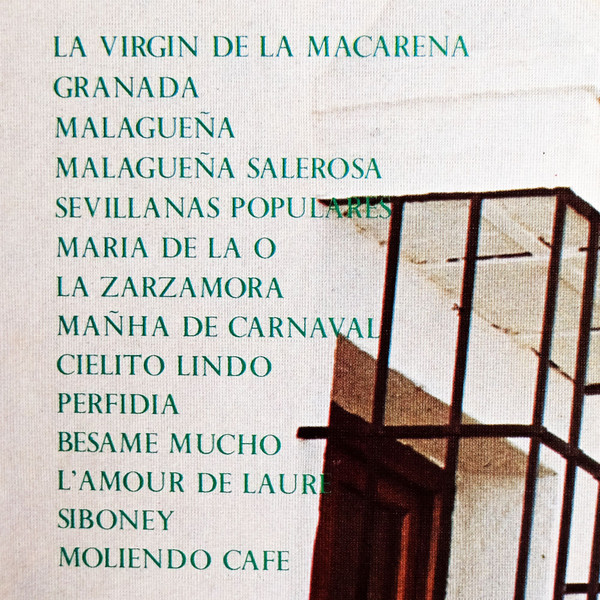 LA VIRGIN DE LA MACARENA
GRANADA
MALAGUEÑA
MALAGUEÑA SALEROSA
SEVILLANAS POPULARES
MARIA DE LA O
LA ZARZAMORA
MAÑHA DE CARNAVAL
CIELITO LINDO
PERFIDIA
BESAME MUCHO
L'AMOUR DE LAURE
SIBONEY
MOLIENDO CAFE